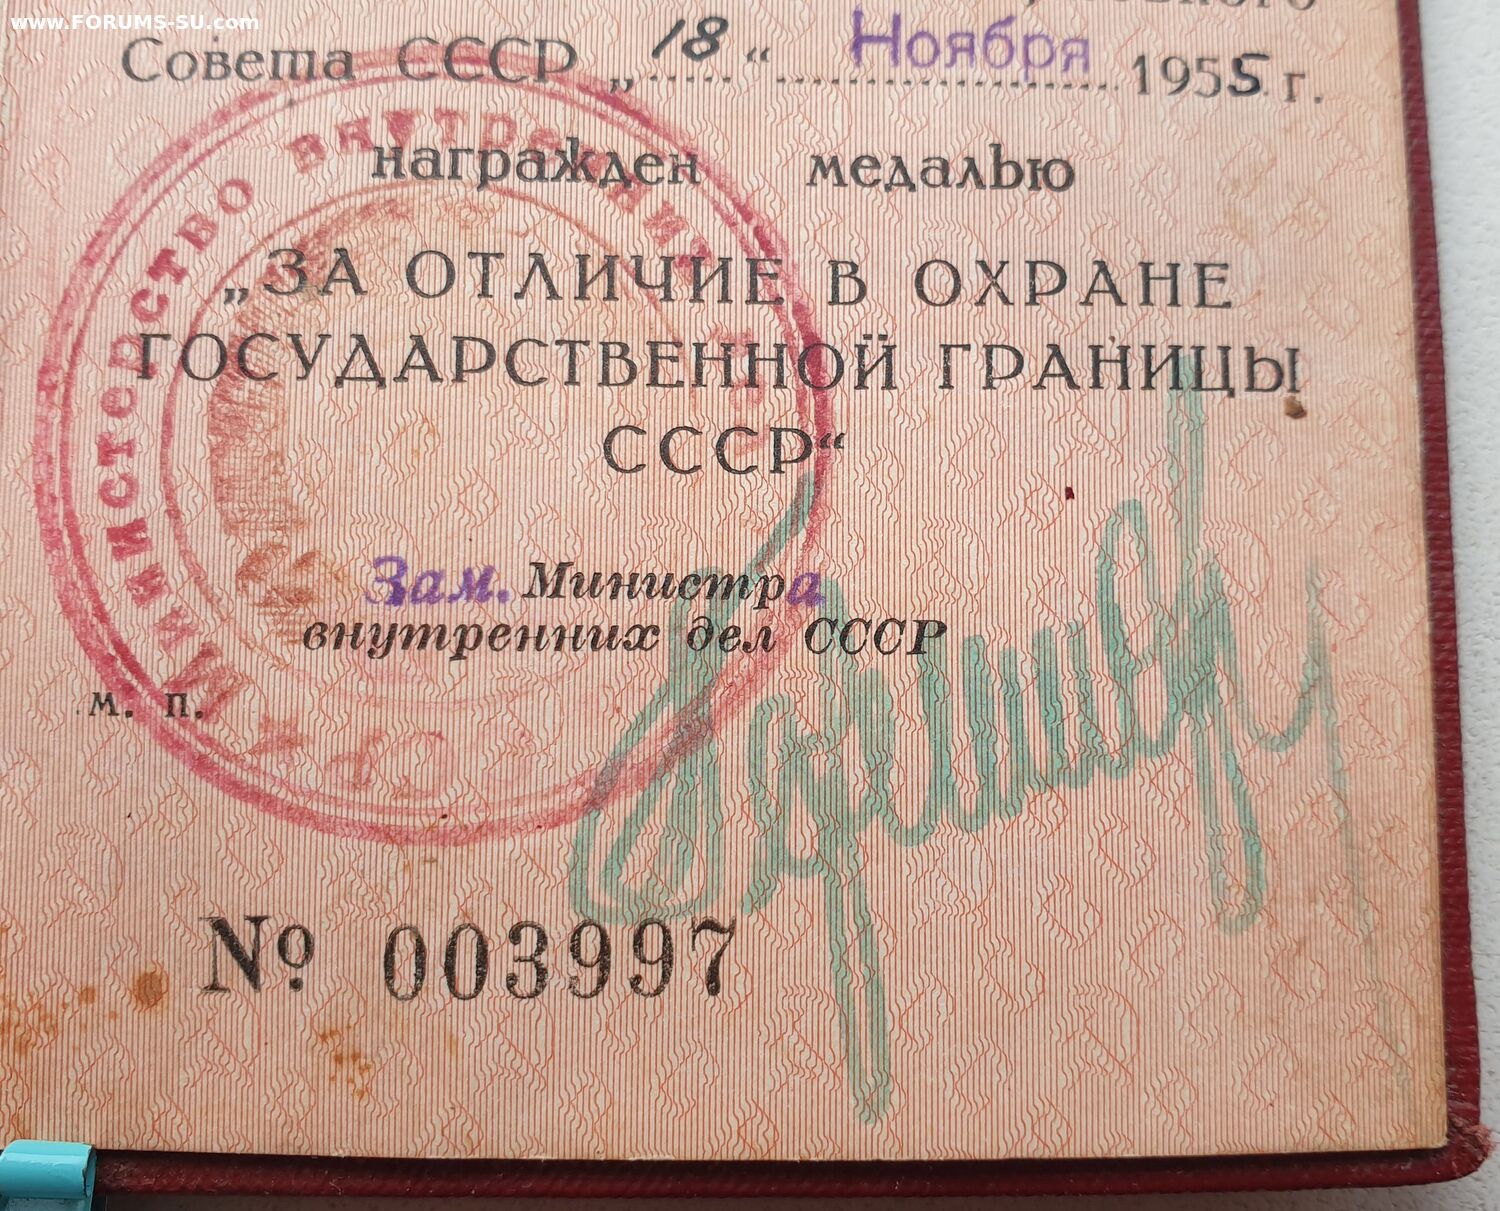 www.FORUMS-SU.com
Совета СССР „18“ Ноября 1955 г.
награжден медалью
„ЗА ОТЛИЧИЕ В ОХРАНЕ
ГОСУДАРСТВЕННОЙ ГРАНИЦЫ
СССР“
Зам. Министра
внутренних дел СССР
м. п.
№ 003997
МИНИСТЕРСТВО